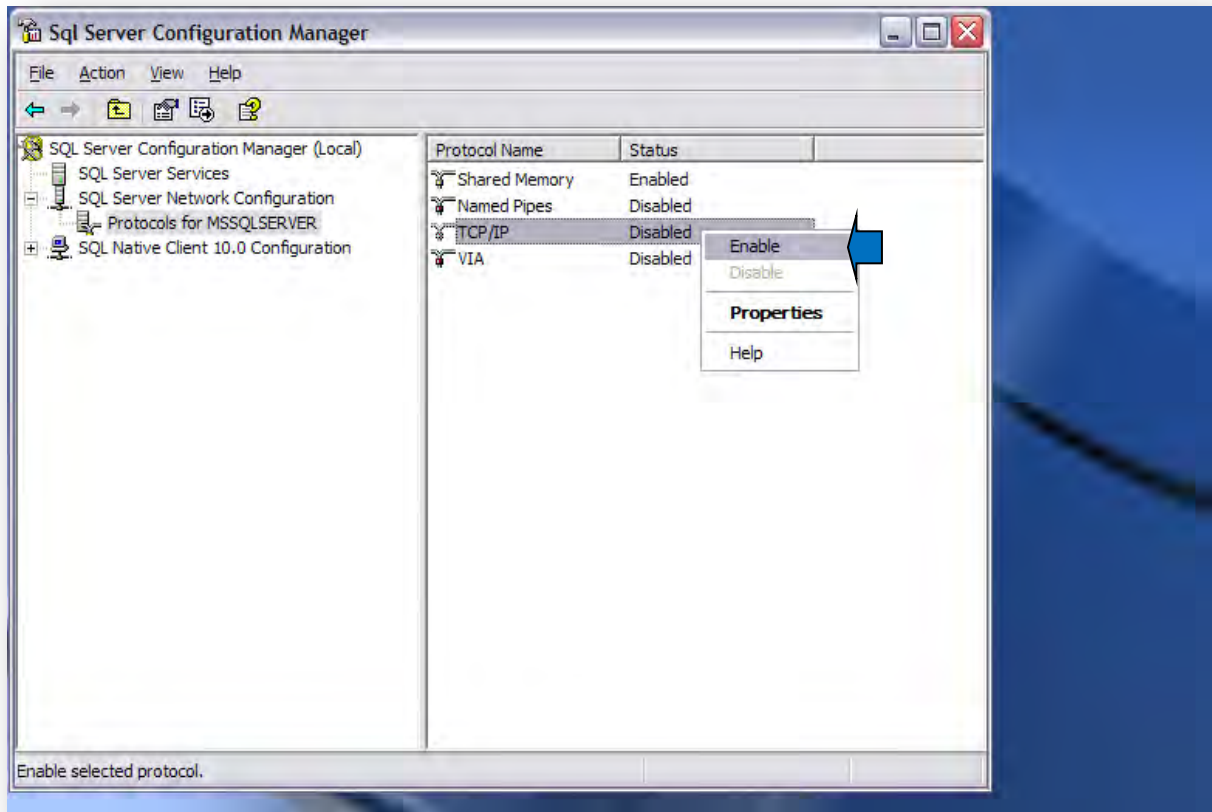 Sql Server Configuration Manager
File Action View Help
SQL Server Configuration Manager (Local)
SQL Server Services
SQL Server Network Configuration
Protocols for MSSQLSERVER
SQL Native Client 10.0 Configuration
Protocol Name Status
Shared Memory Enabled
Named Pipes Disabled
TCP/IP Disabled
VIA Disabled
Enable
Disable
Properties
Help
Enable selected protocol.